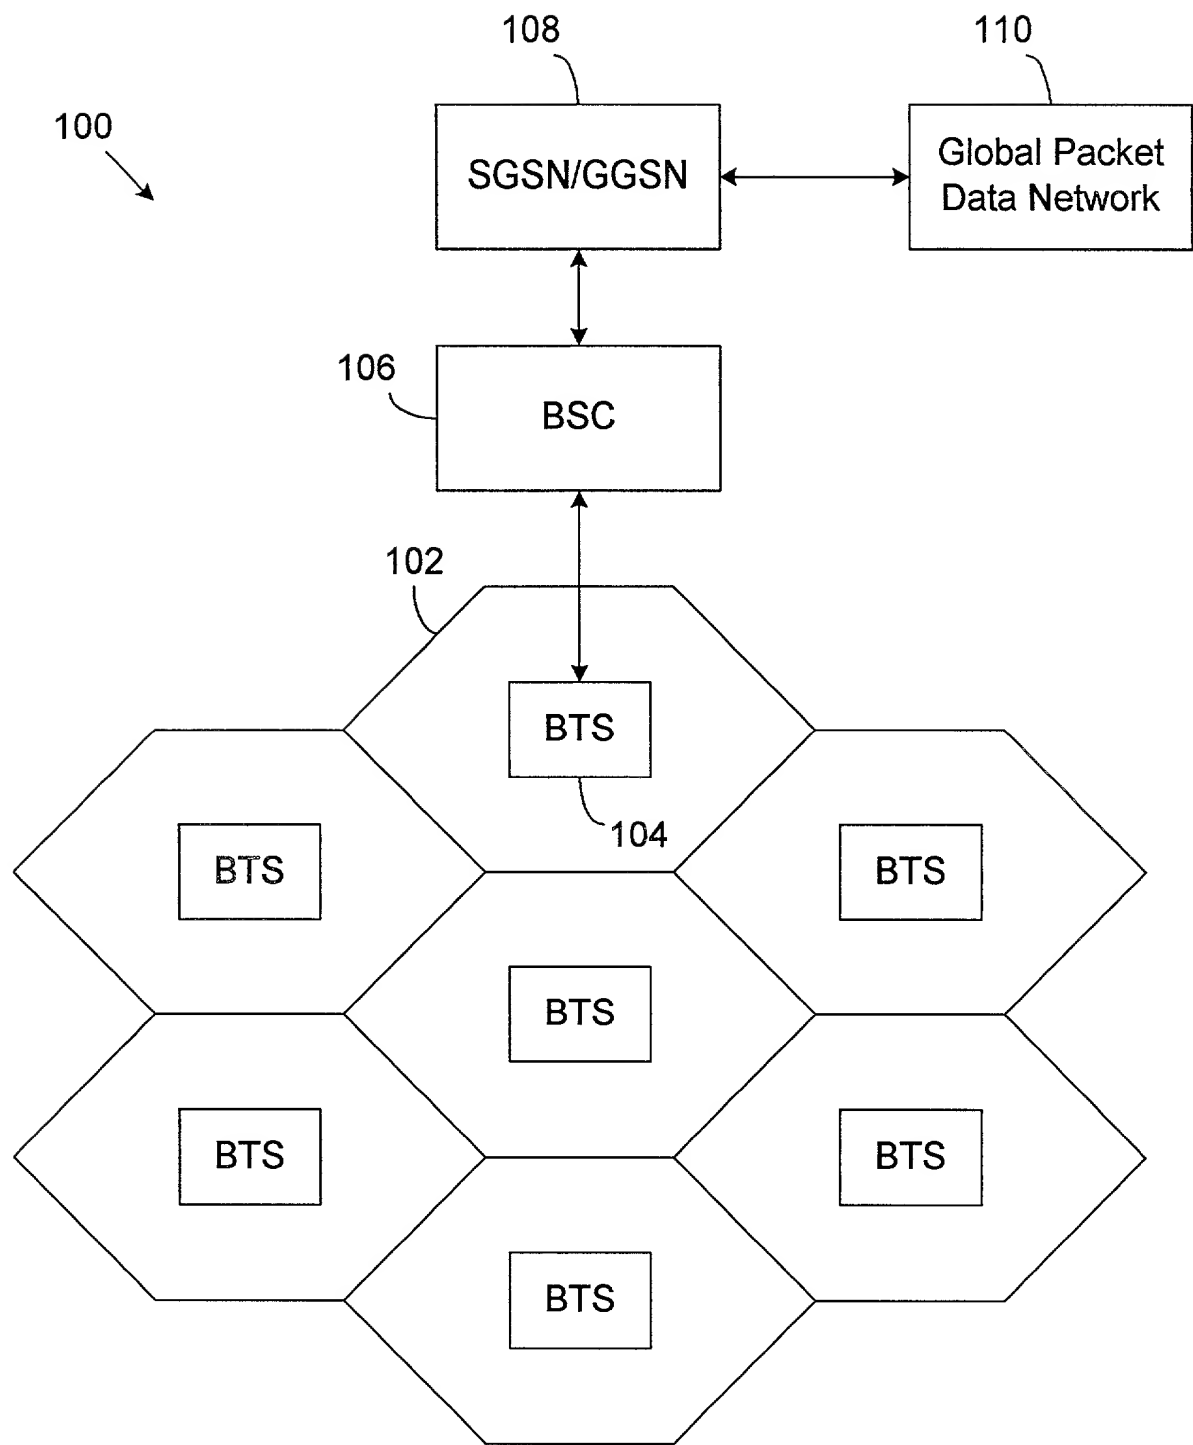 108
110
100
SGSN/GGSN
Global Packet
Data Network
106
BSC
102
BTS
104
BTS
BTS
BTS
BTS
BTS
BTS